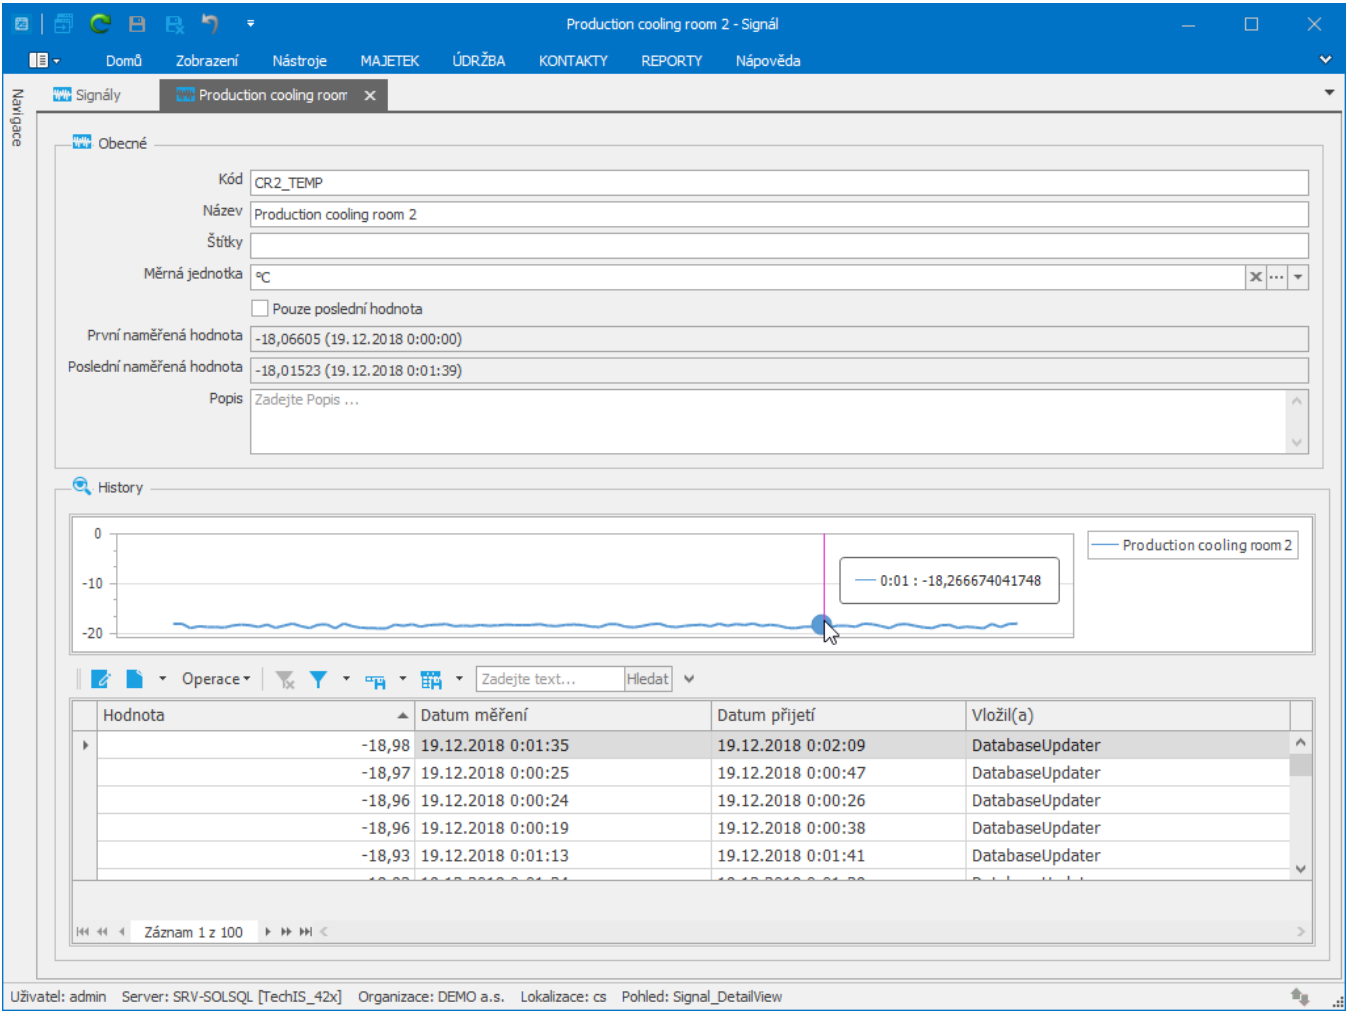 Production cooling room 2 - Signál
Domů Zobrazení Nástroje MAJETEK ÚDRŽBA KONTAKTY REPORTY Nápověda
Navigace
Signály Production cooling room
Obecné
Kód CR2_TEMP
Název Production cooling room 2
Štítky
Měrná jednotka °C
Pouze poslední hodnota
První naměřená hodnota -18,06605 (19.12.2018 0:00:00)
Poslední naměřená hodnota -18,01523 (19.12.2018 0:01:39)
Popis Zadejte Popis ...
History
0
-10
-20
0:01 : -18,266674041748
Production cooling room 2
Operace Zadejte text... Hledat
Hodnota Datum měření Datum přijetí Vložil(a)
-18,98 19.12.2018 0:01:35 19.12.2018 0:02:09 DatabaseUpdater
-18,97 19.12.2018 0:00:25 19.12.2018 0:00:47 DatabaseUpdater
-18,96 19.12.2018 0:00:24 19.12.2018 0:00:26 DatabaseUpdater
-18,96 19.12.2018 0:00:19 19.12.2018 0:00:38 DatabaseUpdater
-18,93 19.12.2018 0:01:13 19.12.2018 0:01:41 DatabaseUpdater
Záznam 1 z 100
Uživatel: admin Server: SRV-SOLSQL [TechIS_42x] Organizace: DEMO a.s. Lokalizace: cs Pohled: Signal_DetailView